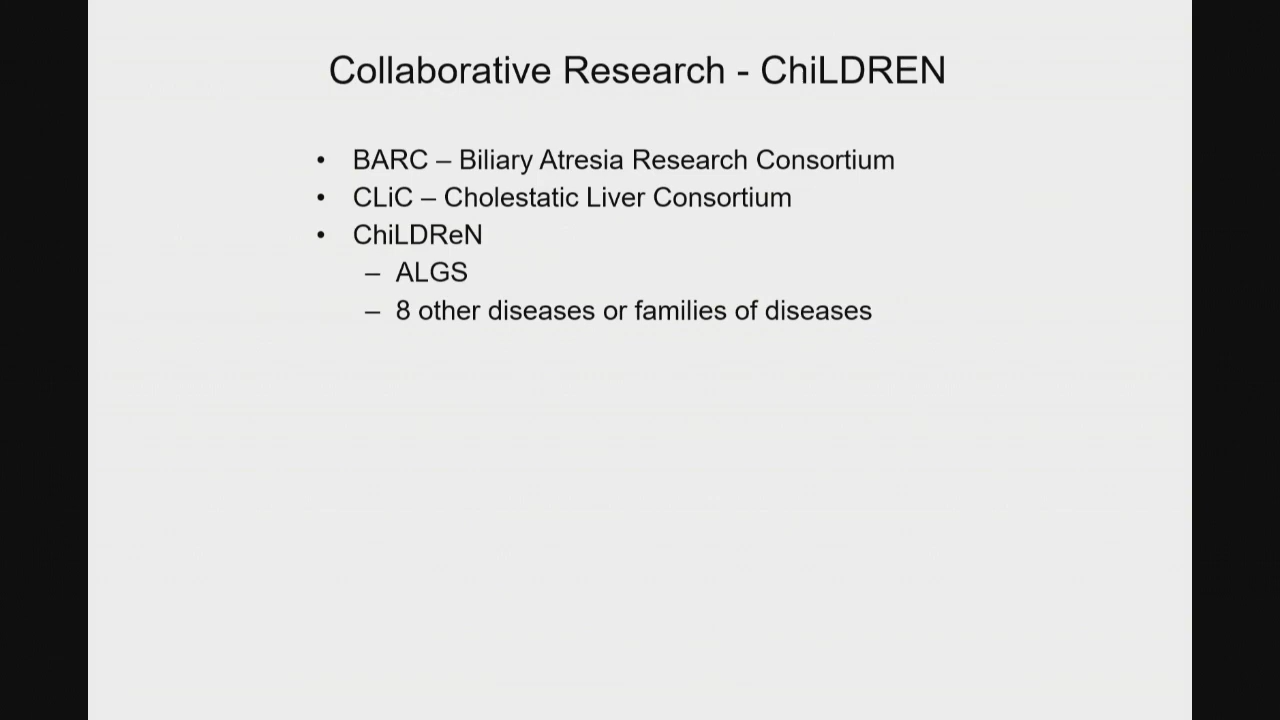 Collaborative Research - ChiLDREN
• BARC – Biliary Atresia Research Consortium
• CLiC – Cholestatic Liver Consortium
• ChiLDReN
– ALGS
– 8 other diseases or families of diseases